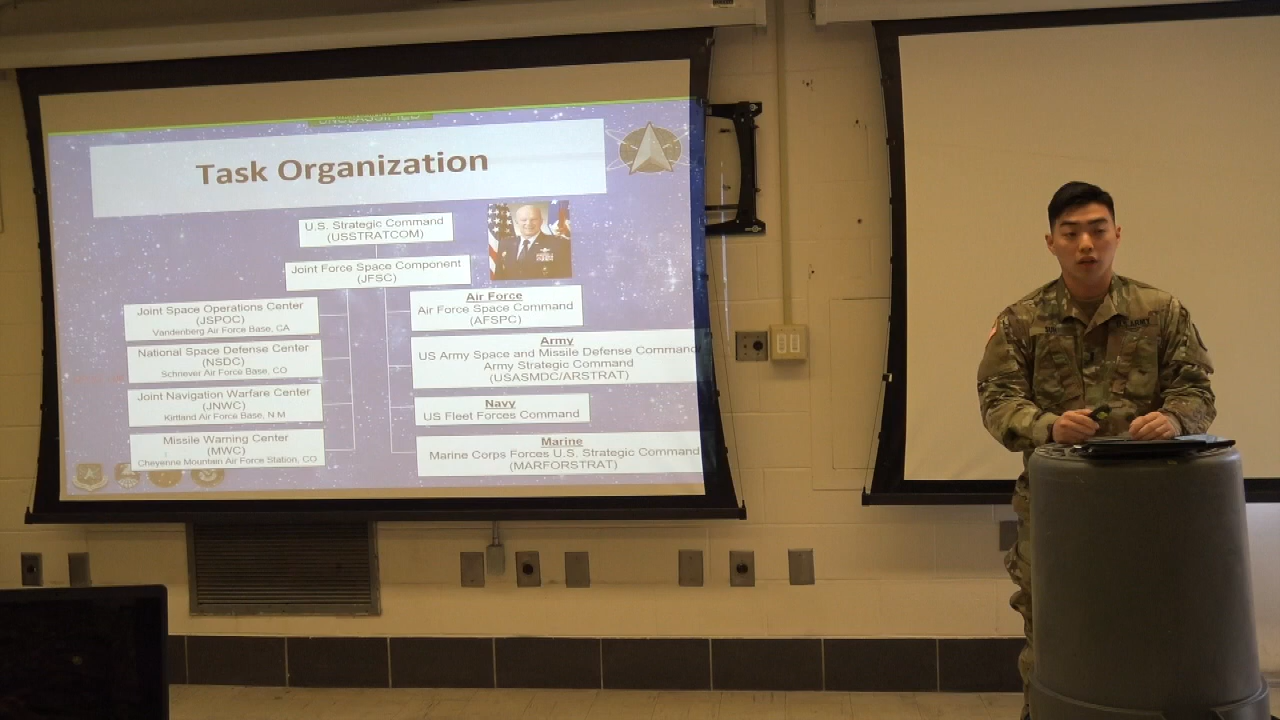 UNCLASSIFIED
Task Organization
U.S. Strategic Command
(USSTRATCOM)
Joint Force Space Component
(JFSC)
Joint Space Operations Center
(JSPOC)
Vandenberg Air Force Base, CA
National Space Defense Center
(NSDC)
Schriever Air Force Base, CO
Joint Navigation Warfare Center
(JNWC)
Kirtland Air Force Base, N.M
Missile Warning Center
(MWC)
Cheyenne Mountain Air Force Station, CO
Air Force
Air Force Space Command
(AFSPC)
Army
US Army Space and Missile Defense Command
Army Strategic Command
(USASMDC/ARSTRAT)
Navy
US Fleet Forces Command
Marine
Marine Corps Forces U.S. Strategic Command
(MARFORSTRAT)
U.S. ARMY